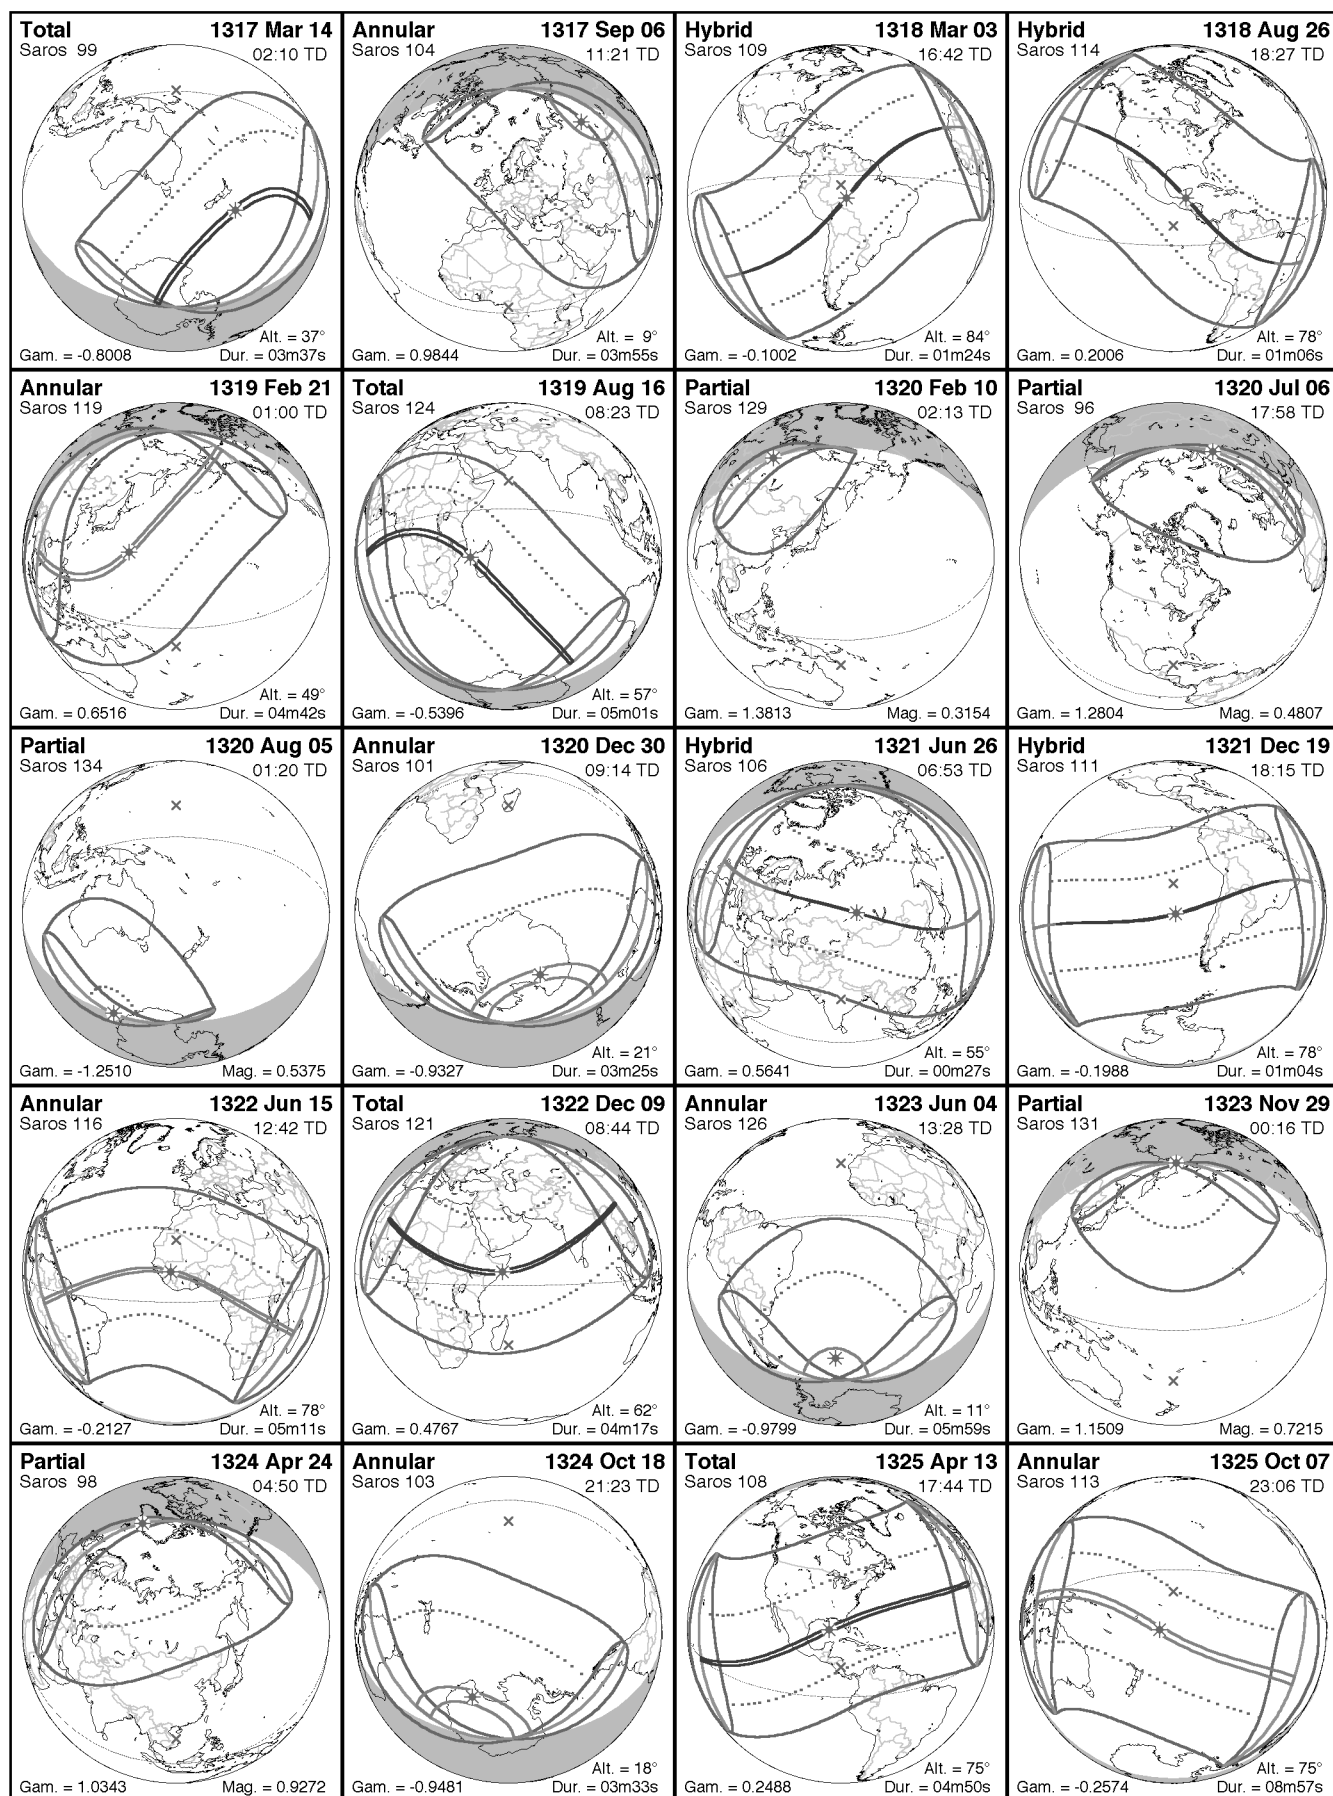 Total 1317 Mar 14
Saros 99 02:10 TD
Alt. = 37°
Gam. = -0.8008 Dur. = 03m37s
Annular 1317 Sep 06
Saros 104 11:21 TD
Alt. = 9°
Gam. = 0.9844 Dur. = 03m55s
Hybrid 1318 Mar 03
Saros 109 16:42 TD
Alt. = 84°
Gam. = -0.1002 Dur. = 01m24s
Hybrid 1318 Aug 26
Saros 114 18:27 TD
Alt. = 78°
Gam. = 0.2006 Dur. = 01m06s
Annular 1319 Feb 21
Saros 119 01:00 TD
Alt. = 49°
Gam. = 0.6516 Dur. = 04m42s
Total 1319 Aug 16
Saros 124 08:23 TD
Alt. = 57°
Gam. = -0.5396 Dur. = 05m01s
Partial 1320 Feb 10
Saros 129 02:13 TD
Gam. = 1.3813 Mag. = 0.3154
Partial 1320 Jul 06
Saros 96 17:58 TD
Gam. = 1.2804 Mag. = 0.4807
Partial 1320 Aug 05
Saros 134 01:20 TD
Gam. = -1.2510 Mag. = 0.5375
Annular 1320 Dec 30
Saros 101 09:14 TD
Alt. = 21°
Gam. = -0.9327 Dur. = 03m25s
Hybrid 1321 Jun 26
Saros 106 06:53 TD
Alt. = 55°
Gam. = 0.5641 Dur. = 00m27s
Hybrid 1321 Dec 19
Saros 111 18:15 TD
Alt. = 78°
Gam. = -0.1988 Dur. = 01m04s
Annular 1322 Jun 15
Saros 116 12:42 TD
Alt. = 78°
Gam. = -0.2127 Dur. = 05m11s
Total 1322 Dec 09
Saros 121 08:44 TD
Alt. = 62°
Gam. = 0.4767 Dur. = 04m17s
Annular 1323 Jun 04
Saros 126 13:28 TD
Alt. = 11°
Gam. = -0.9799 Dur. = 05m59s
Partial 1323 Nov 29
Saros 131 00:16 TD
Gam. = 1.1509 Mag. = 0.7215
Partial 1324 Apr 24
Saros 98 04:50 TD
Gam. = 1.0343 Mag. = 0.9272
Annular 1324 Oct 18
Saros 103 21:23 TD
Alt. = 18°
Gam. = -0.9481 Dur. = 03m33s
Total 1325 Apr 13
Saros 108 17:44 TD
Alt. = 75°
Gam. = 0.2488 Dur. = 04m50s
Annular 1325 Oct 07
Saros 113 23:06 TD
Alt. = 75°
Gam. = -0.2574 Dur. = 08m57s